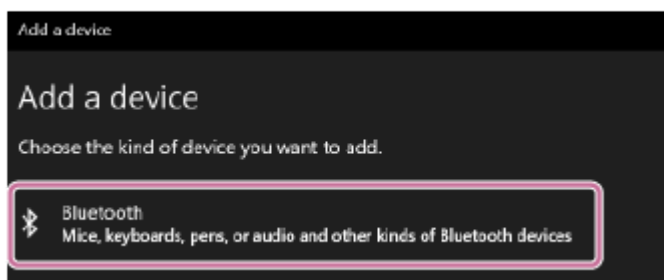 Add a device
Add a device
Choose the kind of device you want to add.
Bluetooth
Mice, keyboards, pens, or audio and other kinds of Bluetooth devices